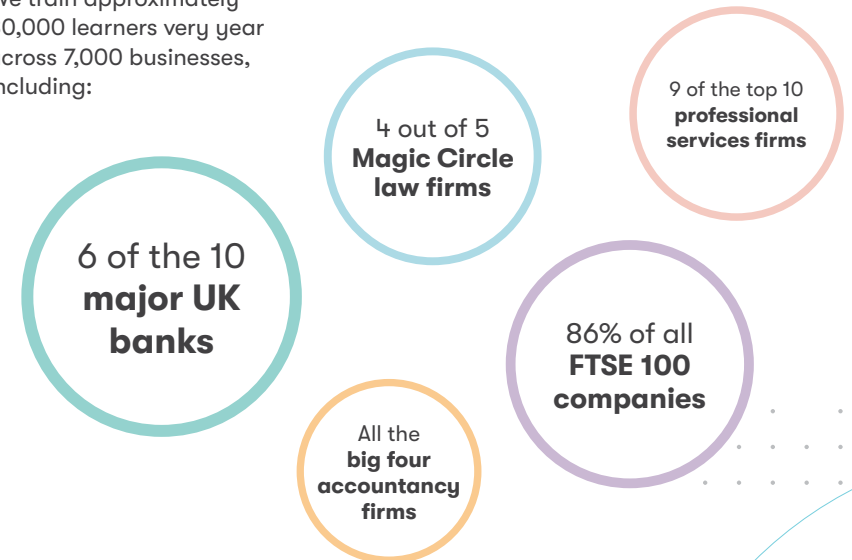 train approximately
0,000 learners very year
7,000 businesses,
4 out of 5
Magic Circle
law firms
9 of the top 10
professional
services firms
6 of the 10
major UK
banks
86% of all
FTSE 100
companies
All the
big four
accountancy
firms